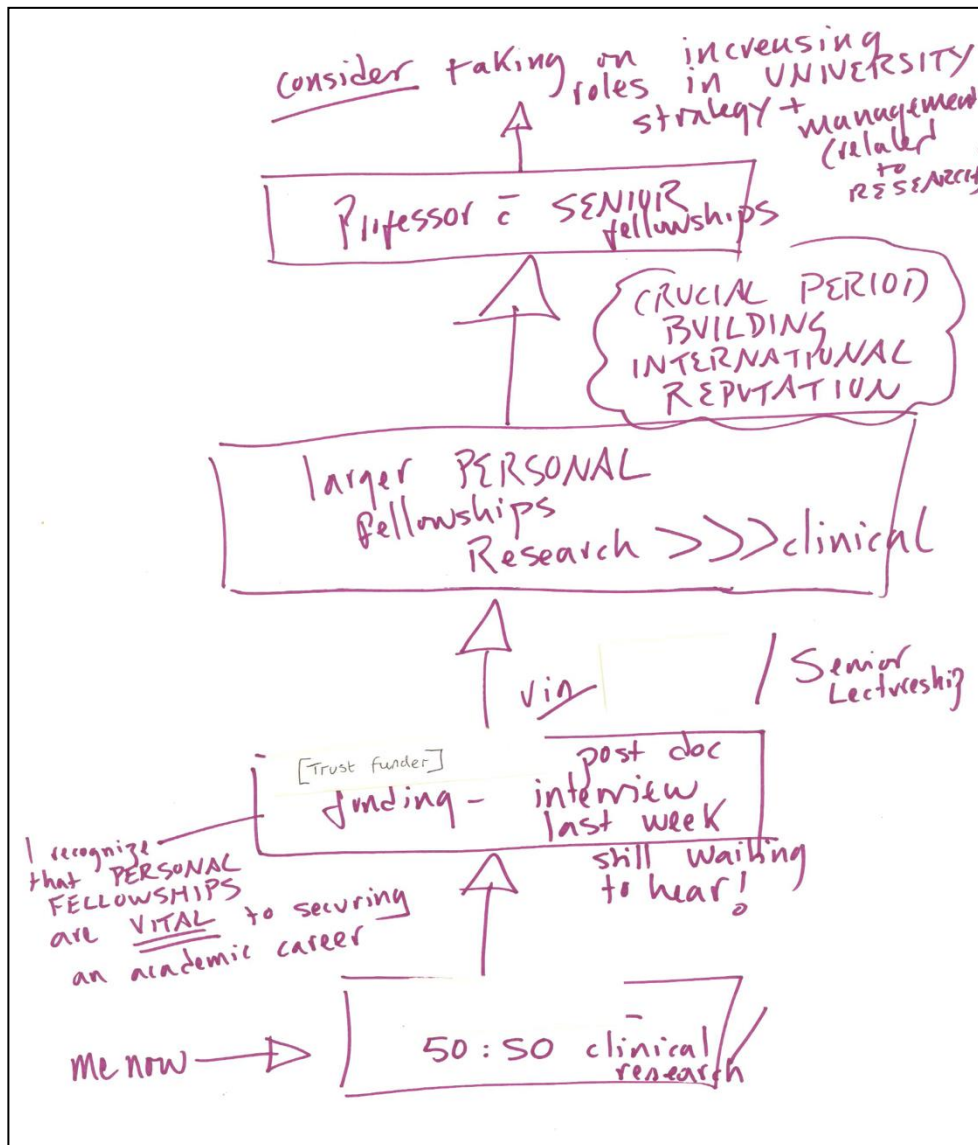 consider taking on increasing
roles in UNIVERSITY
strategy + management
(related
to
RESEARCH)
Professor c̄ SENIOR
fellowships
CRUCIAL PERIOD
BUILDING
INTERNATIONAL
REPUTATION
larger PERSONAL
fellowships
Research >>> clinical
via
/ Senior
Lectureship
[Trust funder]
funding - post doc
interview
last week
still waiting
to hear!
I recognize
that PERSONAL
FELLOWSHIPS
are VITAL to securing
an academic career
me now
50:50 clinical /
research